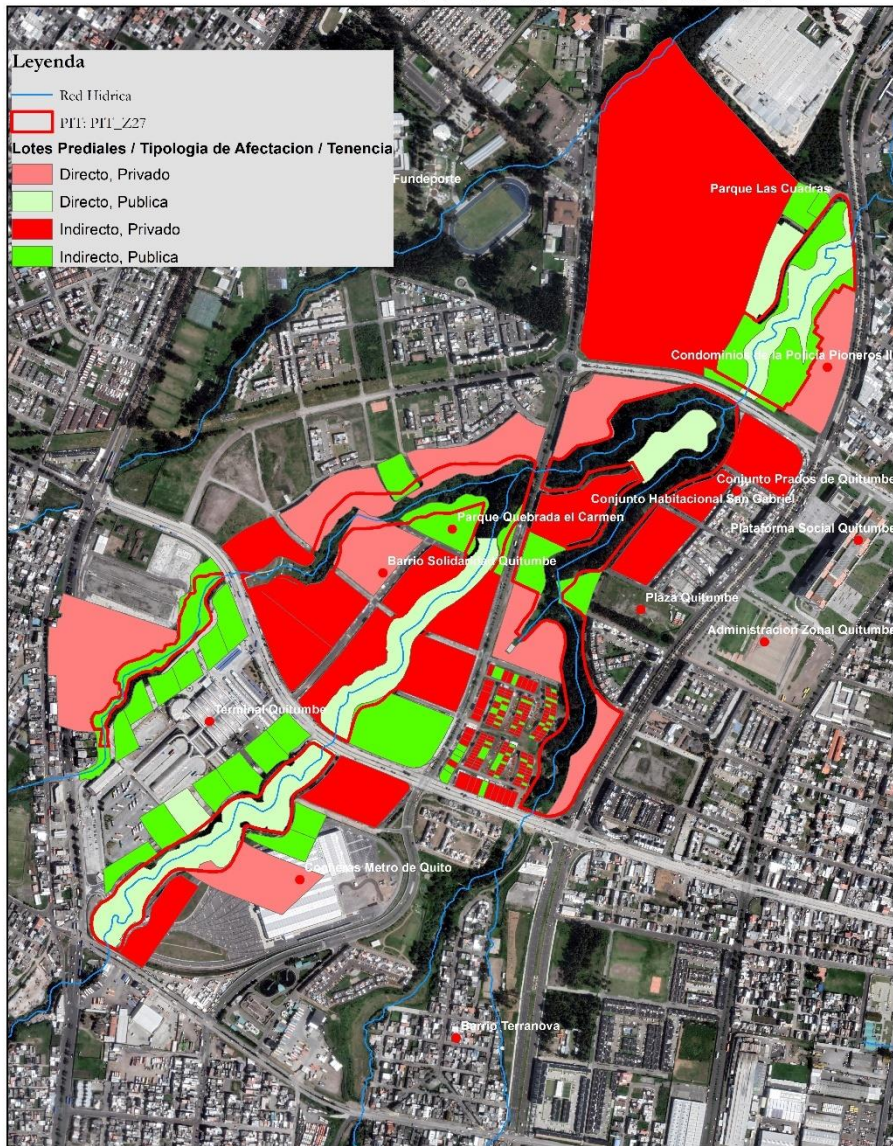 Leyenda
Red Hidrica
PIT: PIT_Z27
Lotes Prediales / Tipologia de Afectacion / Tenencia
Directo, Privado
Directo, Publica
Indirecto, Privado
Indirecto, Publica
Fundeporte
Parque Las Cuadras
Condominios de la Policia Pioneros II
Conjunto Prados de Quitumbe
Conjunto Habitacional San Gabriel
Parque Quebrada el Carmen
Plataforma Social Quitumbe
Barrio Solidaridad Quitumbe
Plaza Quitumbe
Administracion Zonal Quitumbe
Terminal Quitumbe
Metro de Quito
Barrio Terranova